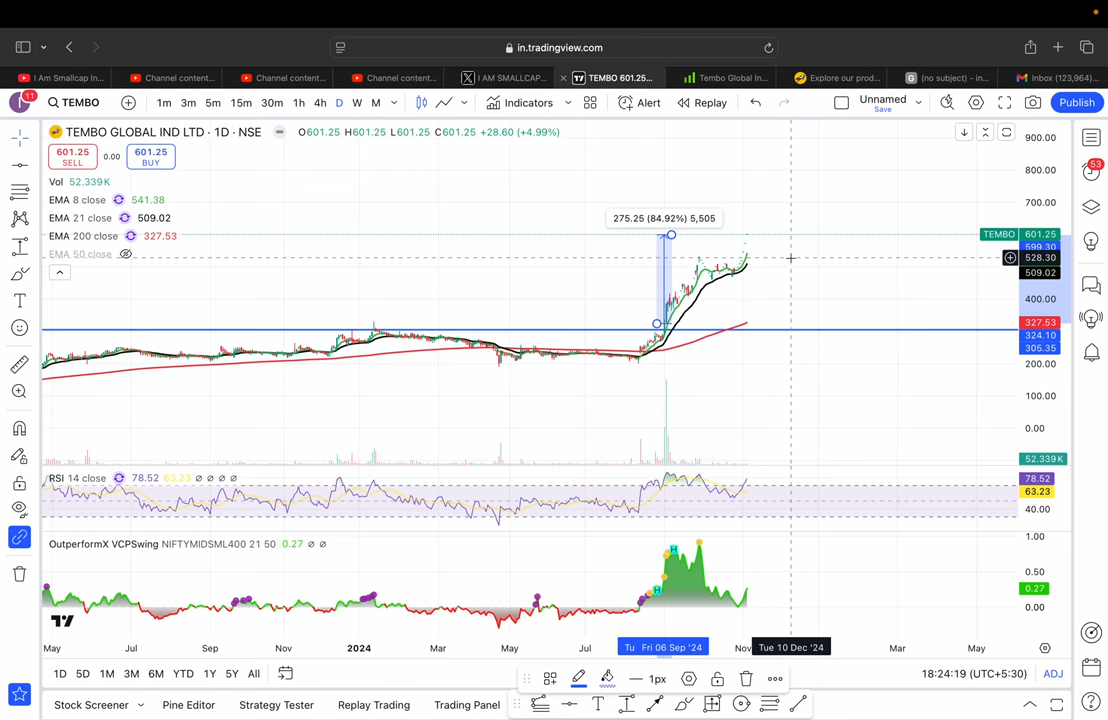 in.tradingview.com
I Am Smallcap In...
Channel content...
Channel content...
Channel content...
I AM SMALLCAP...
TEMBO 601.25...
Tembo Global In...
Explore our prod...
(no subject) - in...
Inbox (123,964)...
11 TEMBO 1m 3m 5m 15m 30m 1h 4h D W M Indicators Alert Replay Unnamed Save Publish
TEMBO GLOBAL IND LTD · 1D · NSE O601.25 H601.25 L601.25 C601.25 +28.60 (+4.99%)
601.25 SELL 0.00 601.25 BUY
Vol 52.339K
EMA 8 close 541.38
EMA 21 close 509.02
EMA 200 close 327.53
EMA 50 close
275.25 (84.92%) 5,505
900.00
800.00
700.00
TEMBO 601.25
599.30
528.30
509.02
400.00
327.53
324.10
305.35
200.00
100.00
0.00
52.339K
53
RSI 14 close 78.52 63.23 ∅ ∅ ∅ ∅
78.52
63.23
40.00
OutperformX VCPSwing NIFTYMIDSML400 21 50 0.27 ∅ ∅
H
H
1.00
0.50
0.27
0.00
May Jul Sep Nov 2024 Mar May Jul Tu Fri 06 Sep '24 Nov Tue 10 Dec '24 Mar May
1D 5D 1M 3M 6M YTD 1Y 5Y All 18:24:19 (UTC+5:30) ADJ
1px
Stock Screener Pine Editor Strategy Tester Replay Trading Trading Panel